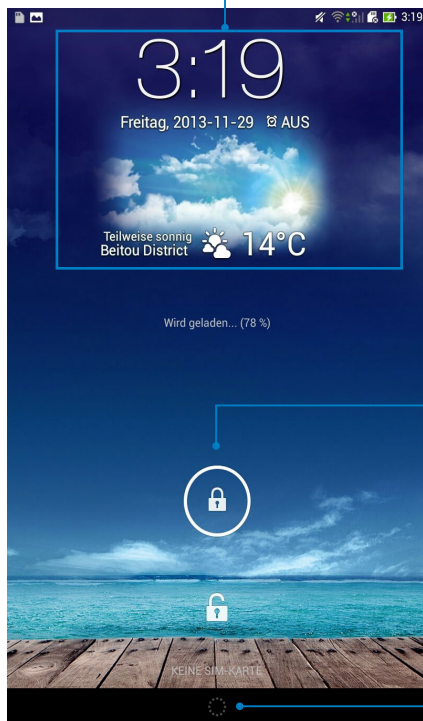 3:19
3:19
Freitag, 2013-11-29 AUS
Teilweise sonnig
Beitou District 14°C
Wird geladen... (78 %)
KEINE SIM-KARTE